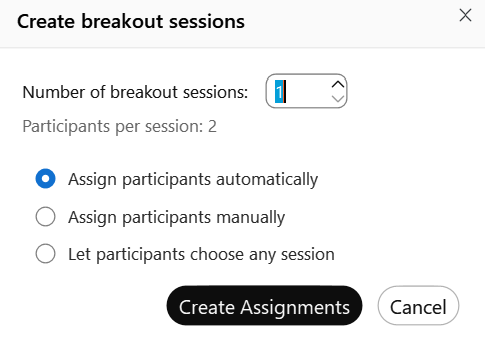 Create breakout sessions
Number of breakout sessions: 1
Participants per session: 2
Assign participants automatically
Assign participants manually
Let participants choose any session
Create Assignments Cancel